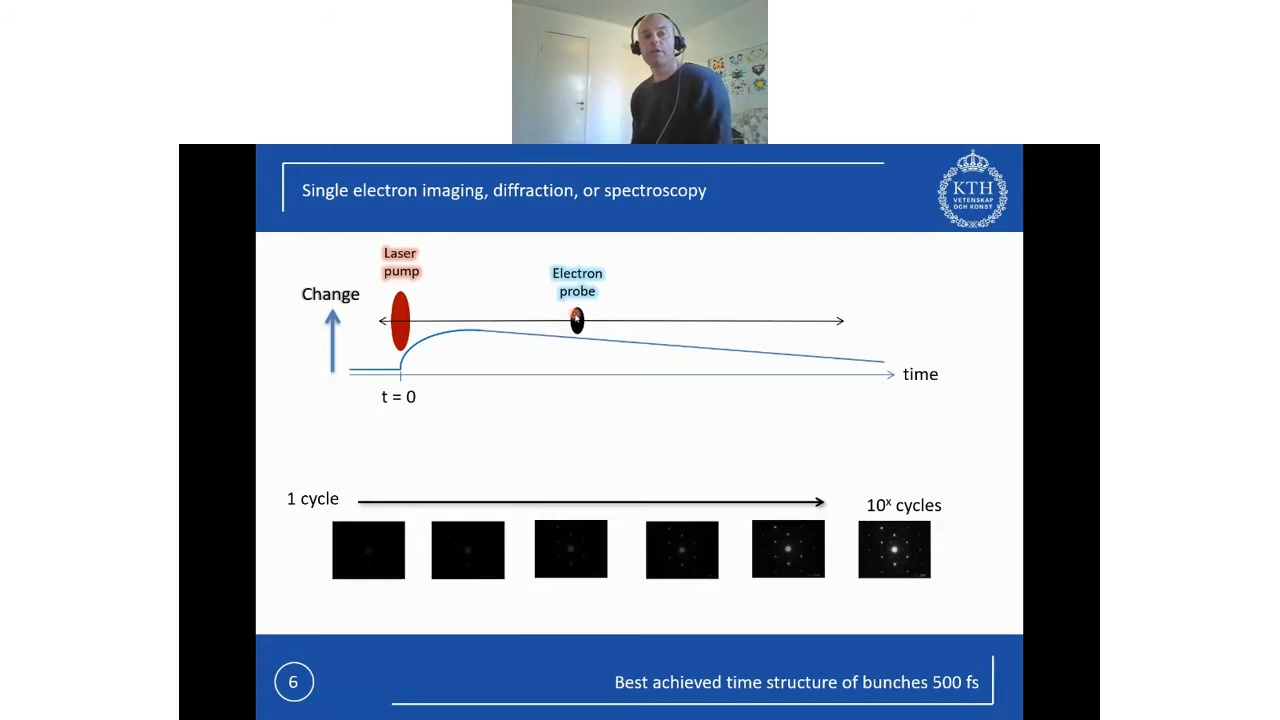 Single electron imaging, diffraction, or spectroscopy
KTH
VETENSKAP
OCH KONST
Laser
pump
Electron
probe
Change
time
t = 0
1 cycle
10ˣ cycles
6
Best achieved time structure of bunches 500 fs